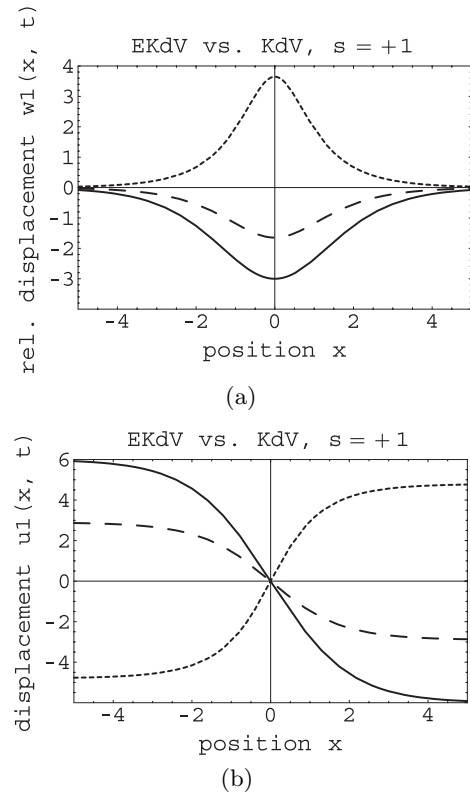 EKdV vs. KdV, s = +1
rel. displacement w1(x, t)
4
3
2
1
0
-1
-2
-3
-4 -2 0 2 4
position x
(a)
EKdV vs. KdV, s = +1
displacement u1(x, t)
6
4
2
0
-2
-4
-4 -2 0 2 4
position x
(b)